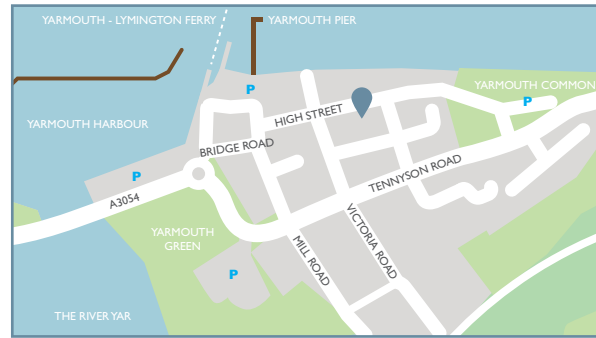 YARMOUTH - LYMINGTON FERRY
YARMOUTH PIER
P
YARMOUTH COMMON
P
HIGH STREET
YARMOUTH HARBOUR
BRIDGE ROAD
P
TENNYSON ROAD
A3054
YARMOUTH
GREEN
VICTORIA ROAD
MILL ROAD
P
THE RIVER YAR